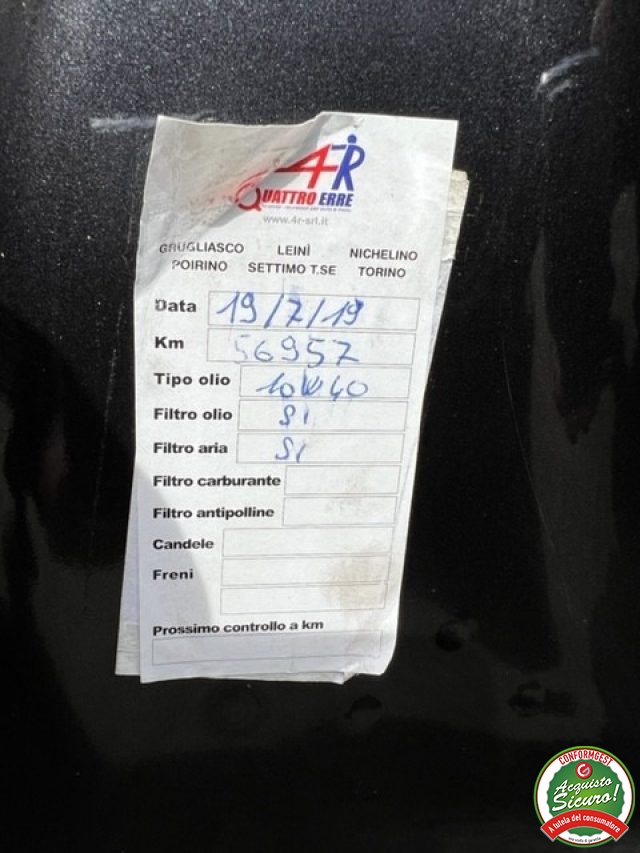 4R
QUATTRO ERRE
www.4r-srl.it
GRUGLIASCO LEINÌ NICHELINO
POIRINO SETTIMO T.SE TORINO
Data 19/7/19
Km 56957
Tipo olio 10W40
Filtro olio SI
Filtro aria SI
Filtro carburante
Filtro antipolline
Candele
Freni
Prossimo controllo a km
CONFORMGEST
Acquisto
Sicuro!
A tutela del consumatore